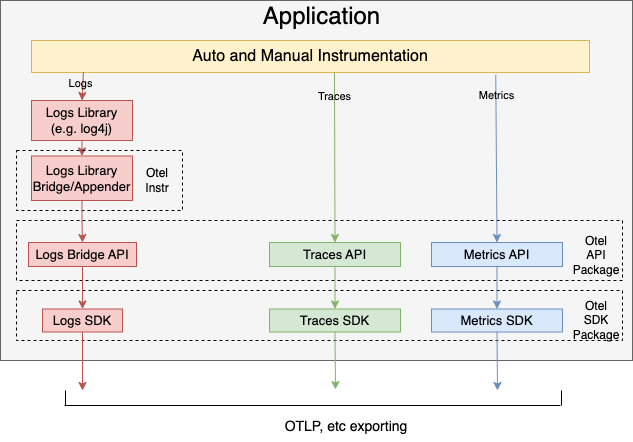 Application
Auto and Manual Instrumentation
Logs
Traces
Metrics
Logs Library
(e.g. log4j)
Logs Library
Bridge/Appender
Otel
Instr
Logs Bridge API
Traces API
Metrics API
Otel
API
Package
Logs SDK
Traces SDK
Metrics SDK
Otel
SDK
Package
OTLP, etc exporting